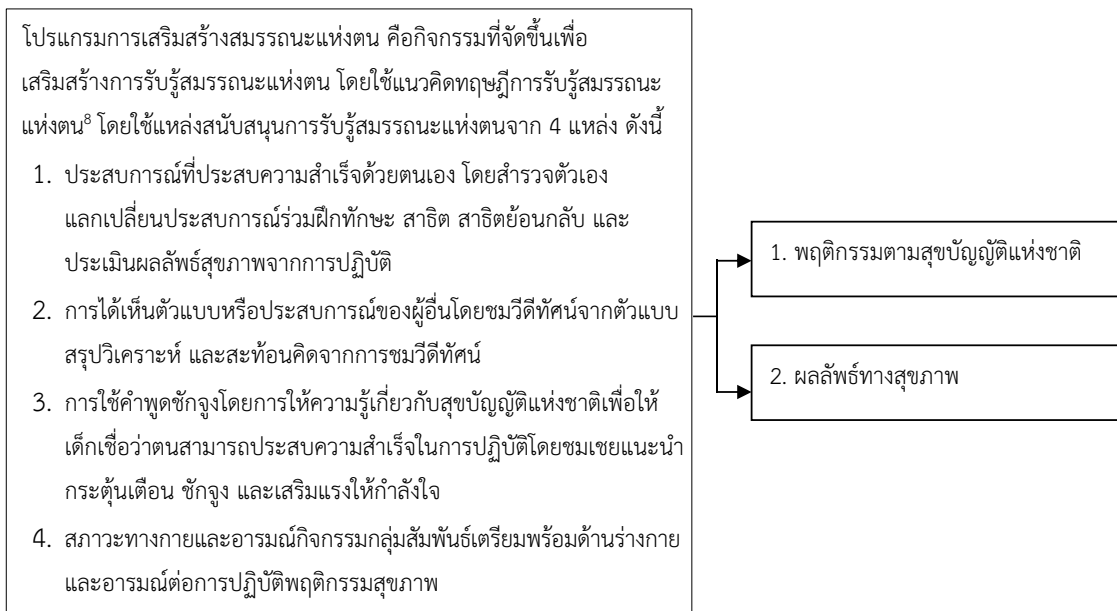 โปรแกรมการเสริมสร้างสมรรถนะแห่งตน คือกิจกรรมที่จัดขึ้นเพื่อ
เสริมสร้างการรับรู้สมรรถนะแห่งตน โดยใช้แนวคิดทฤษฎีการรับรู้สมรรถนะ
แห่งตน⁸ โดยใช้แหล่งสนับสนุนการรับรู้สมรรถนะแห่งตนจาก 4 แหล่ง ดังนี้
1. ประสบการณ์ที่ประสบความสำเร็จด้วยตนเอง โดยสำรวจตัวเอง
แลกเปลี่ยนประสบการณ์ร่วมฝึกทักษะ สาธิต สาธิตย้อนกลับ และ
ประเมินผลลัพธ์สุขภาพจากการปฏิบัติ
2. การได้เห็นตัวแบบหรือประสบการณ์ของผู้อื่นโดยชมวีดีทัศน์จากตัวแบบ
สรุปวิเคราะห์ และสะท้อนคิดจากการชมวีดีทัศน์
3. การใช้คำพูดชักจูงโดยการให้ความรู้เกี่ยวกับสุขบัญญัติแห่งชาติเพื่อให้
เด็กเชื่อว่าตนสามารถประสบความสำเร็จในการปฏิบัติโดยชมเชยแนะนำ
กระตุ้นเตือน ชักจูง และเสริมแรงให้กำลังใจ
4. สภาวะทางกายและอารมณ์กิจกรรมกลุ่มสัมพันธ์เตรียมพร้อมด้านร่างกาย
และอารมณ์ต่อการปฏิบัติพฤติกรรมสุขภาพ
1. พฤติกรรมตามสุขบัญญัติแห่งชาติ
2. ผลลัพธ์ทางสุขภาพ